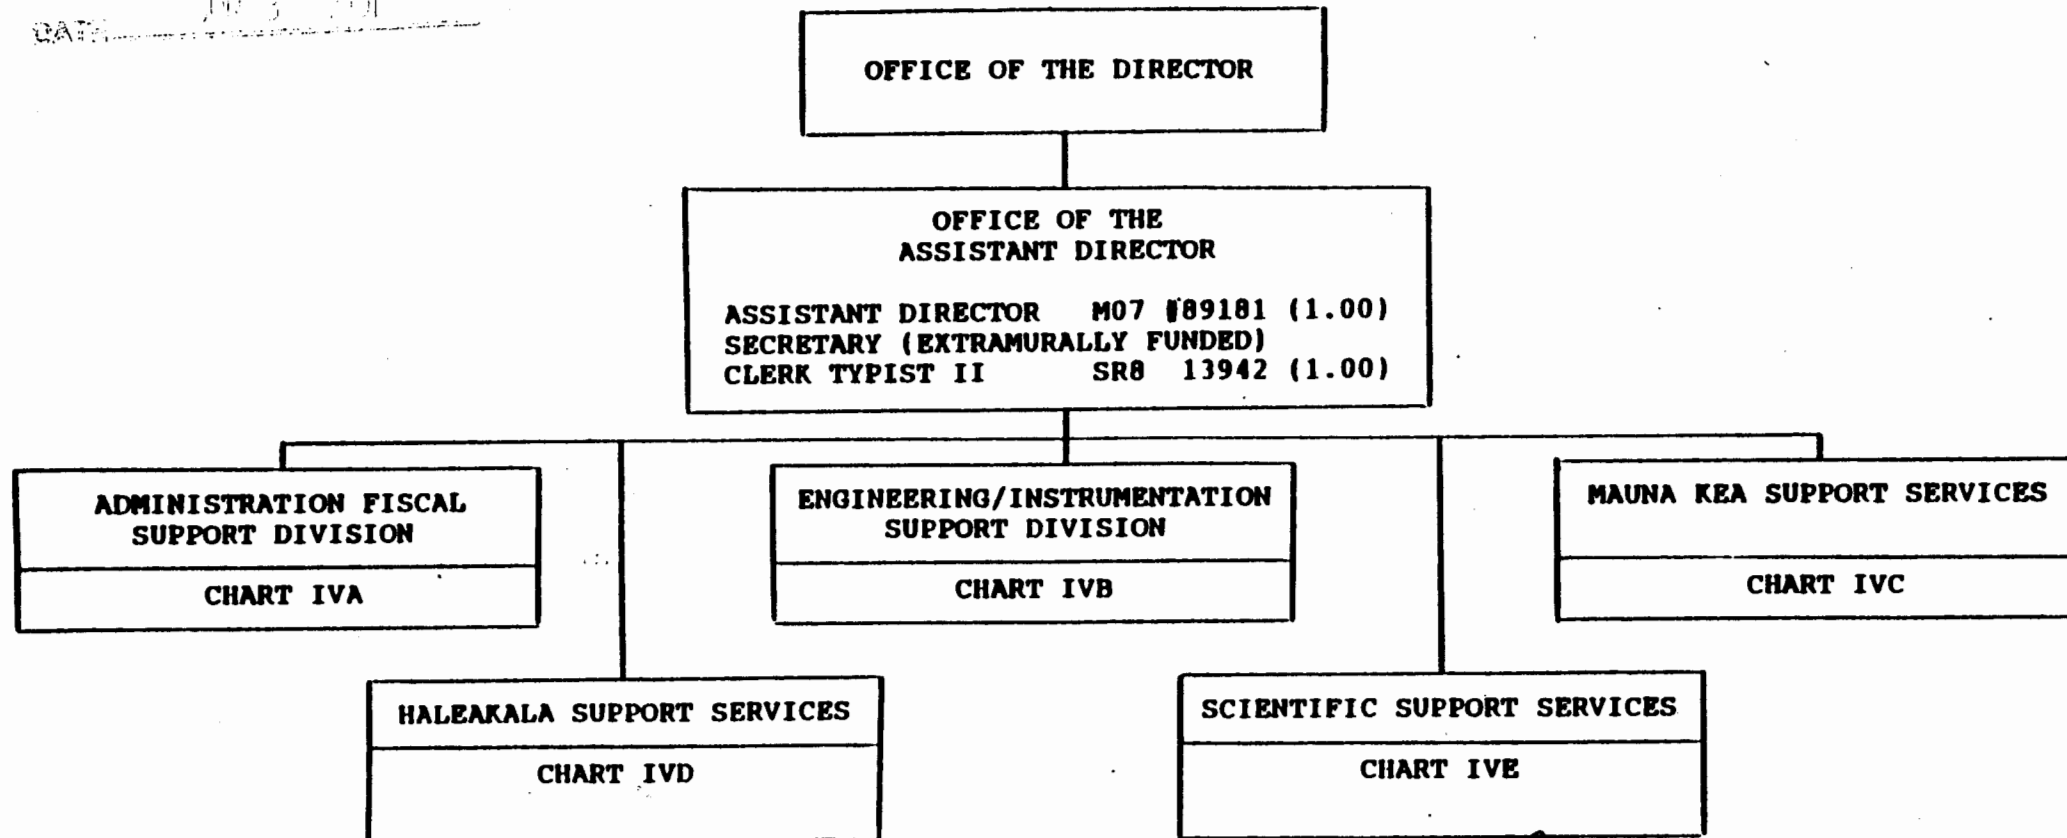 DATE
OFFICE OF THE DIRECTOR
OFFICE OF THE
ASSISTANT DIRECTOR
ASSISTANT DIRECTOR M07 #89181 (1.00)
SECRETARY (EXTRAMURALLY FUNDED)
CLERK TYPIST II SR8 13942 (1.00)
ADMINISTRATION FISCAL
SUPPORT DIVISION
CHART IVA
ENGINEERING/INSTRUMENTATION
SUPPORT DIVISION
CHART IVB
MAUNA KEA SUPPORT SERVICES
CHART IVC
HALEAKALA SUPPORT SERVICES
CHART IVD
SCIENTIFIC SUPPORT SERVICES
CHART IVE